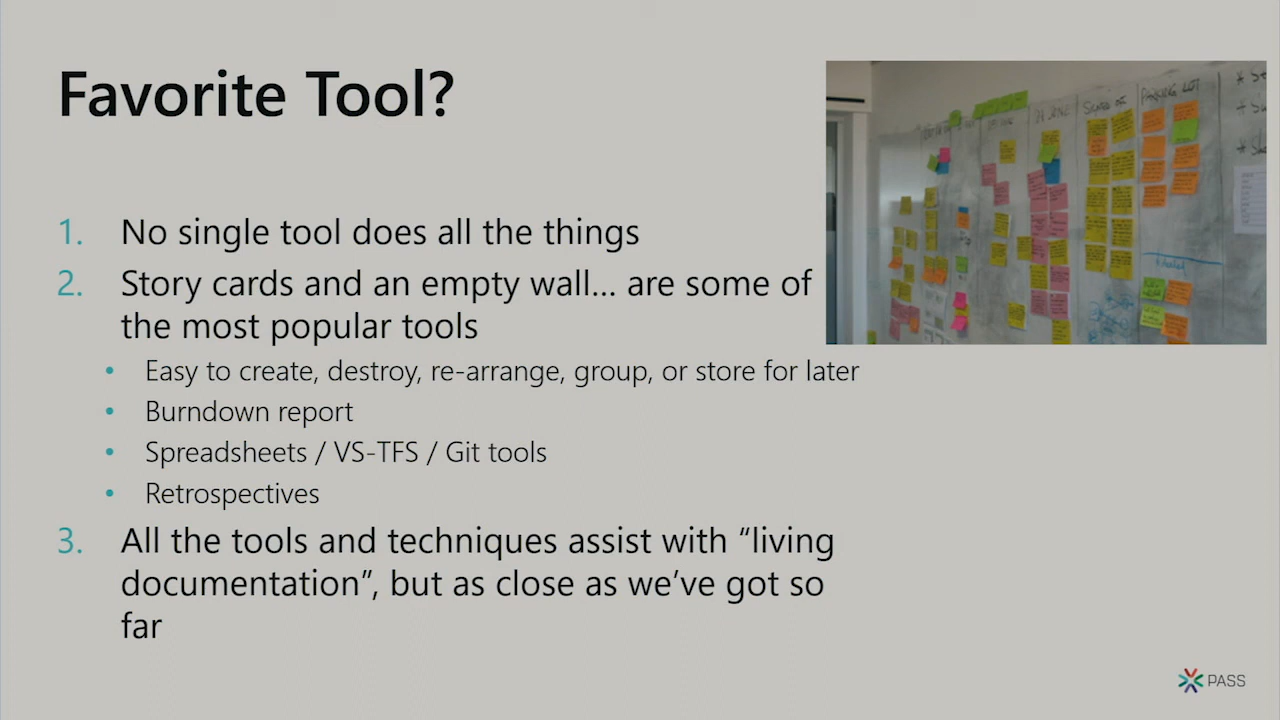 Favorite Tool?
1. No single tool does all the things
2. Story cards and an empty wall... are some of
the most popular tools
• Easy to create, destroy, re-arrange, group, or store for later
• Burndown report
• Spreadsheets / VS-TFS / Git tools
• Retrospectives
3. All the tools and techniques assist with “living
documentation”, but as close as we’ve got so
far
PARKING LOT
PASS